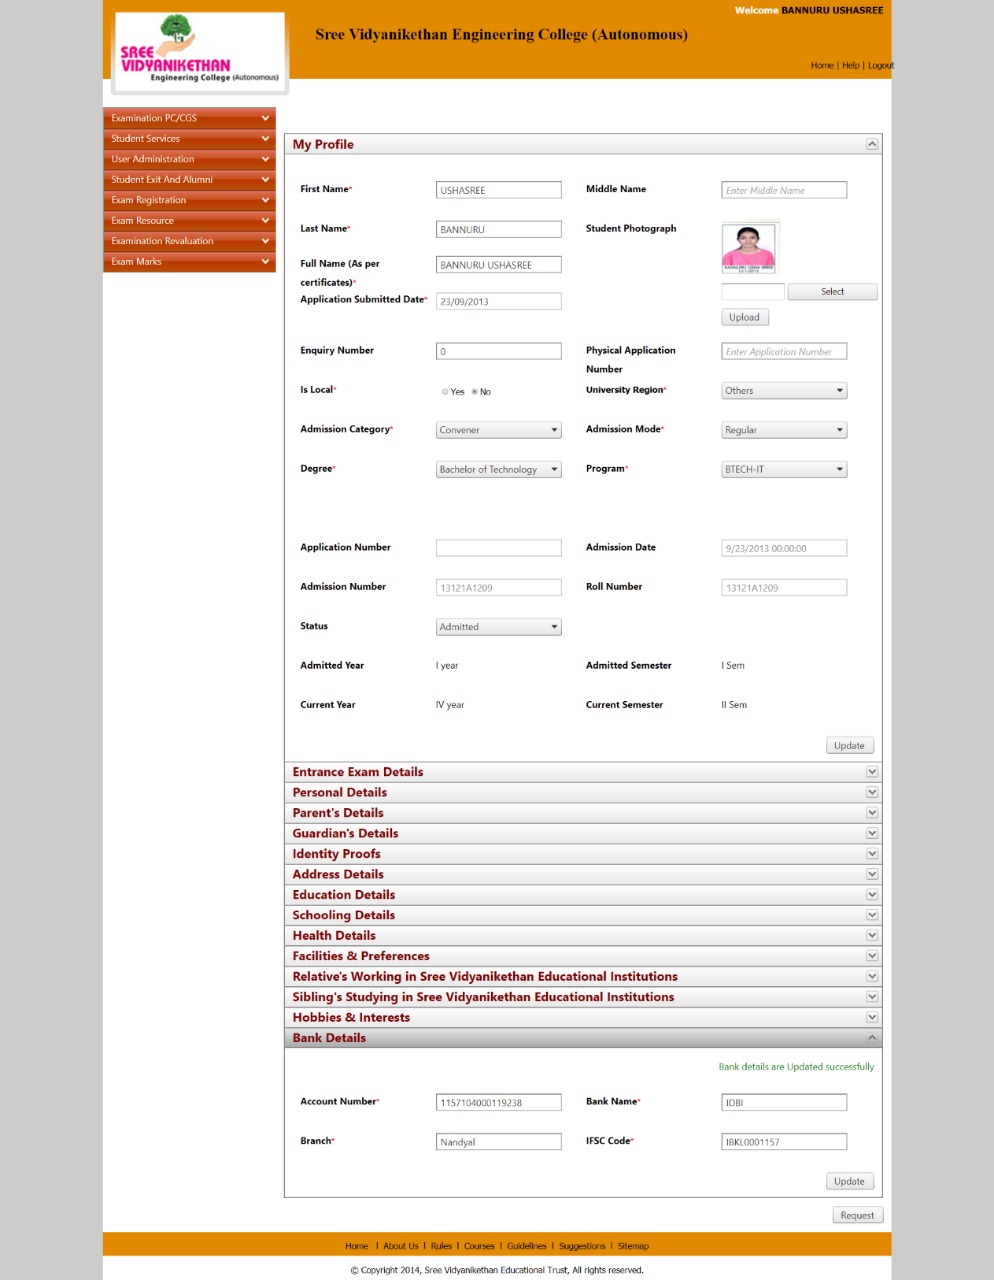 Welcome BANNURU USHASREE
SREE
VIDYANIKETHAN
Engineering College (Autonomous)
Sree Vidyanikethan Engineering College (Autonomous)
Home | Help | Logout
Examination PC/CGS
Student Services
User Administration
Student Exit And Alumni
Exam Registration
Exam Resource
Examination Revaluation
Exam Marks
My Profile
First Name* USHASREE Middle Name Enter Middle Name
Last Name* BANNURU Student Photograph
Full Name (As per
certificates)* BANNURU USHASREE
BANNURU USHA SREE
Application Submitted Date* 23/09/2013
Select
Upload
Enquiry Number 0 Physical Application
Number Enter Application Number
Is Local* Yes No University Region* Others
Admission Category* Convener Admission Mode* Regular
Degree* Bachelor of Technology Program* BTECH-IT
Application Number Admission Date 9/23/2013 00:00:00
Admission Number 13121A1209 Roll Number 13121A1209
Status Admitted
Admitted Year I year Admitted Semester I Sem
Current Year IV year Current Semester II Sem
Update
Entrance Exam Details
Personal Details
Parent's Details
Guardian's Details
Identity Proofs
Address Details
Education Details
Schooling Details
Health Details
Facilities & Preferences
Relative's Working in Sree Vidyanikethan Educational Institutions
Sibling's Studying in Sree Vidyanikethan Educational Institutions
Hobbies & Interests
Bank Details
Bank details are Updated successfully
Account Number* 1157104000119238 Bank Name* IDBI
Branch* Nandyal IFSC Code* IBKL0001157
Update
Request
Home | About Us | Rules | Courses | Guidelines | Suggestions | Sitemap
© Copyright 2014, Sree Vidyanikethan Educational Trust, All rights reserved.